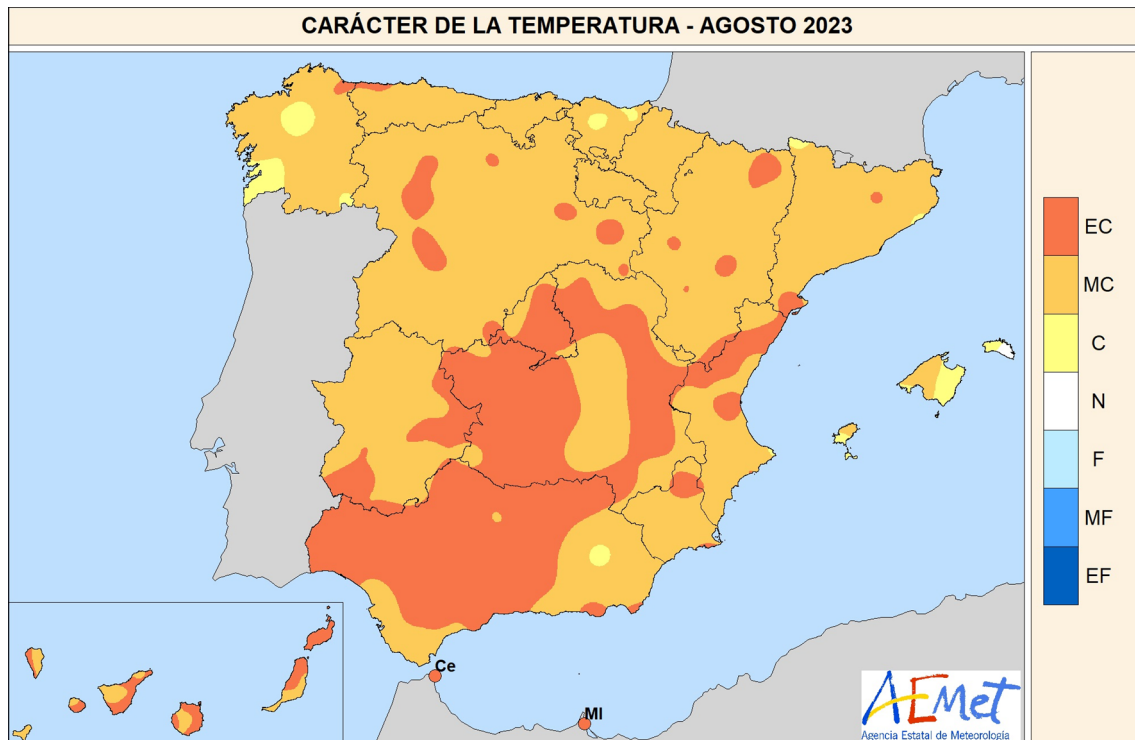 CARÁCTER DE LA TEMPERATURA - AGOSTO 2023
EC
MC
C
N
F
MF
EF
Ce
Ml
AEMet
Agencia Estatal de Meteorología